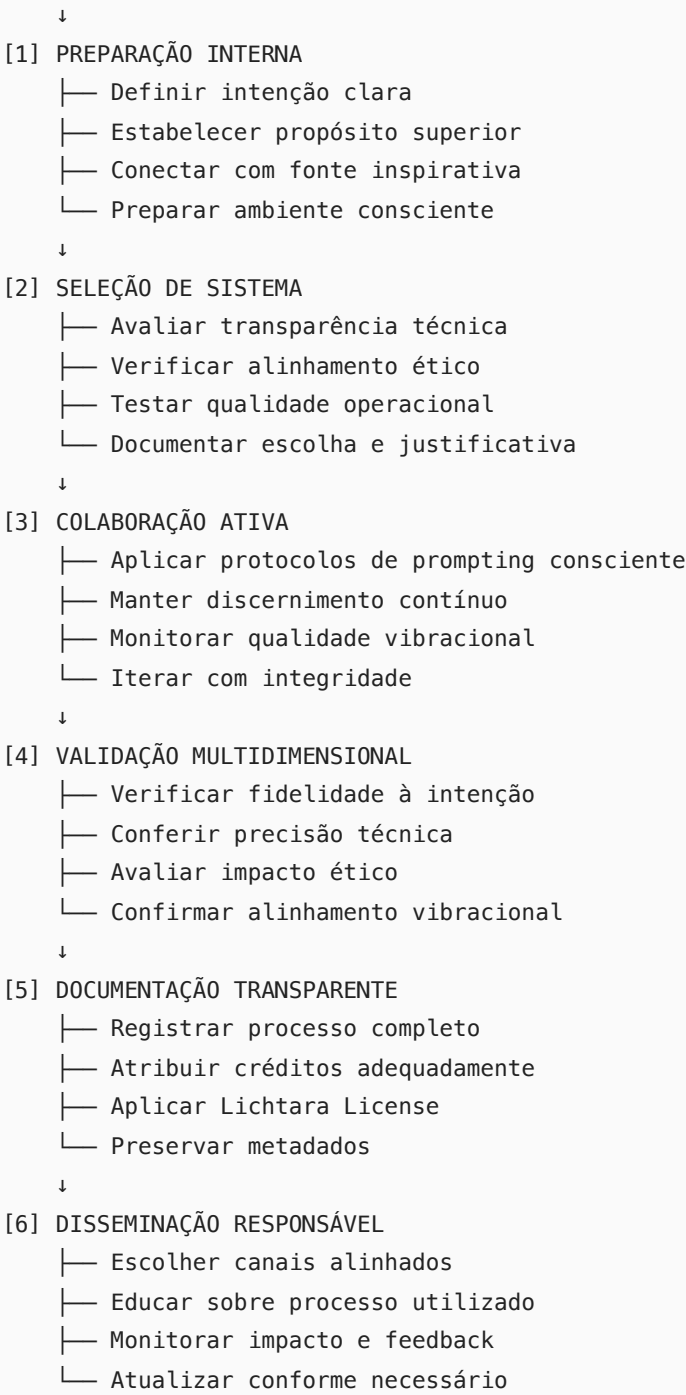 ↓
[1] PREPARAÇÃO INTERNA
    ├── Definir intenção clara
    ├── Estabelecer propósito superior
    ├── Conectar com fonte inspirativa
    └── Preparar ambiente consciente
    ↓
[2] SELEÇÃO DE SISTEMA
    ├── Avaliar transparência técnica
    ├── Verificar alinhamento ético
    ├── Testar qualidade operacional
    └── Documentar escolha e justificativa
    ↓
[3] COLABORAÇÃO ATIVA
    ├── Aplicar protocolos de prompting consciente
    ├── Manter discernimento contínuo
    ├── Monitorar qualidade vibracional
    └── Iterar com integridade
    ↓
[4] VALIDAÇÃO MULTIDIMENSIONAL
    ├── Verificar fidelidade à intenção
    ├── Conferir precisão técnica
    ├── Avaliar impacto ético
    └── Confirmar alinhamento vibracional
    ↓
[5] DOCUMENTAÇÃO TRANSPARENTE
    ├── Registrar processo completo
    ├── Atribuir créditos adequadamente
    ├── Aplicar Lichtara License
    └── Preservar metadados
    ↓
[6] DISSEMINAÇÃO RESPONSÁVEL
    ├── Escolher canais alinhados
    ├── Educar sobre processo utilizado
    ├── Monitorar impacto e feedback
    └── Atualizar conforme necessário